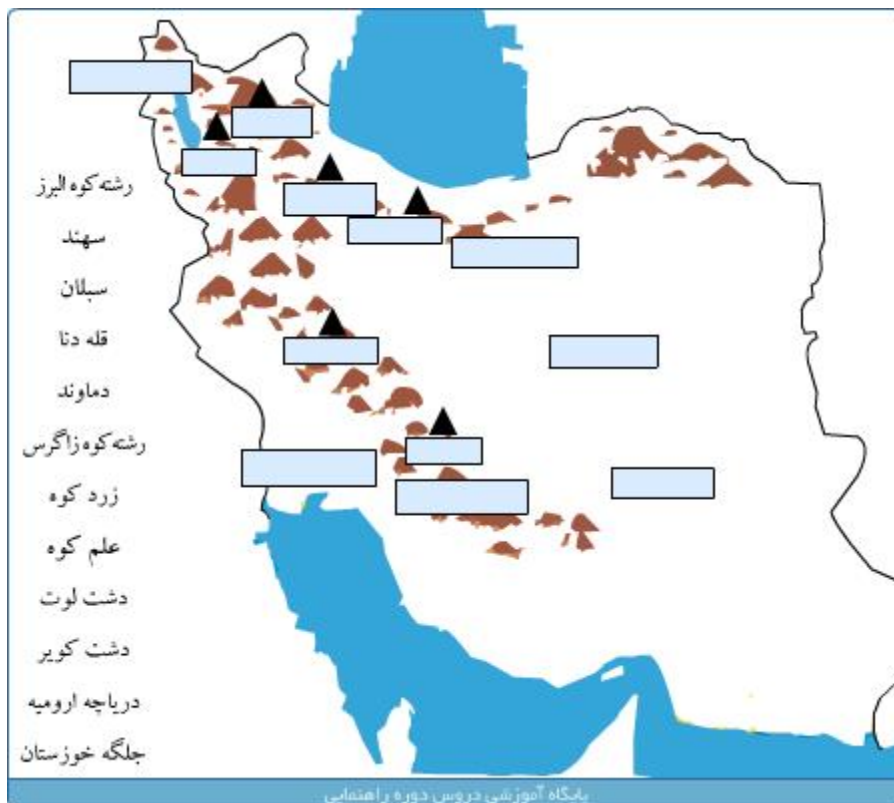 رشته کوه البرز
سهند
سبلان
قله دنا
دماوند
رشته کوه زاگرس
زرد کوه
علم کوه
دشت لوت
دشت کویر
دریاچه ارومیه
جلگه خوزستان
پایگاه آموزشی دروس دوره راهنمایی